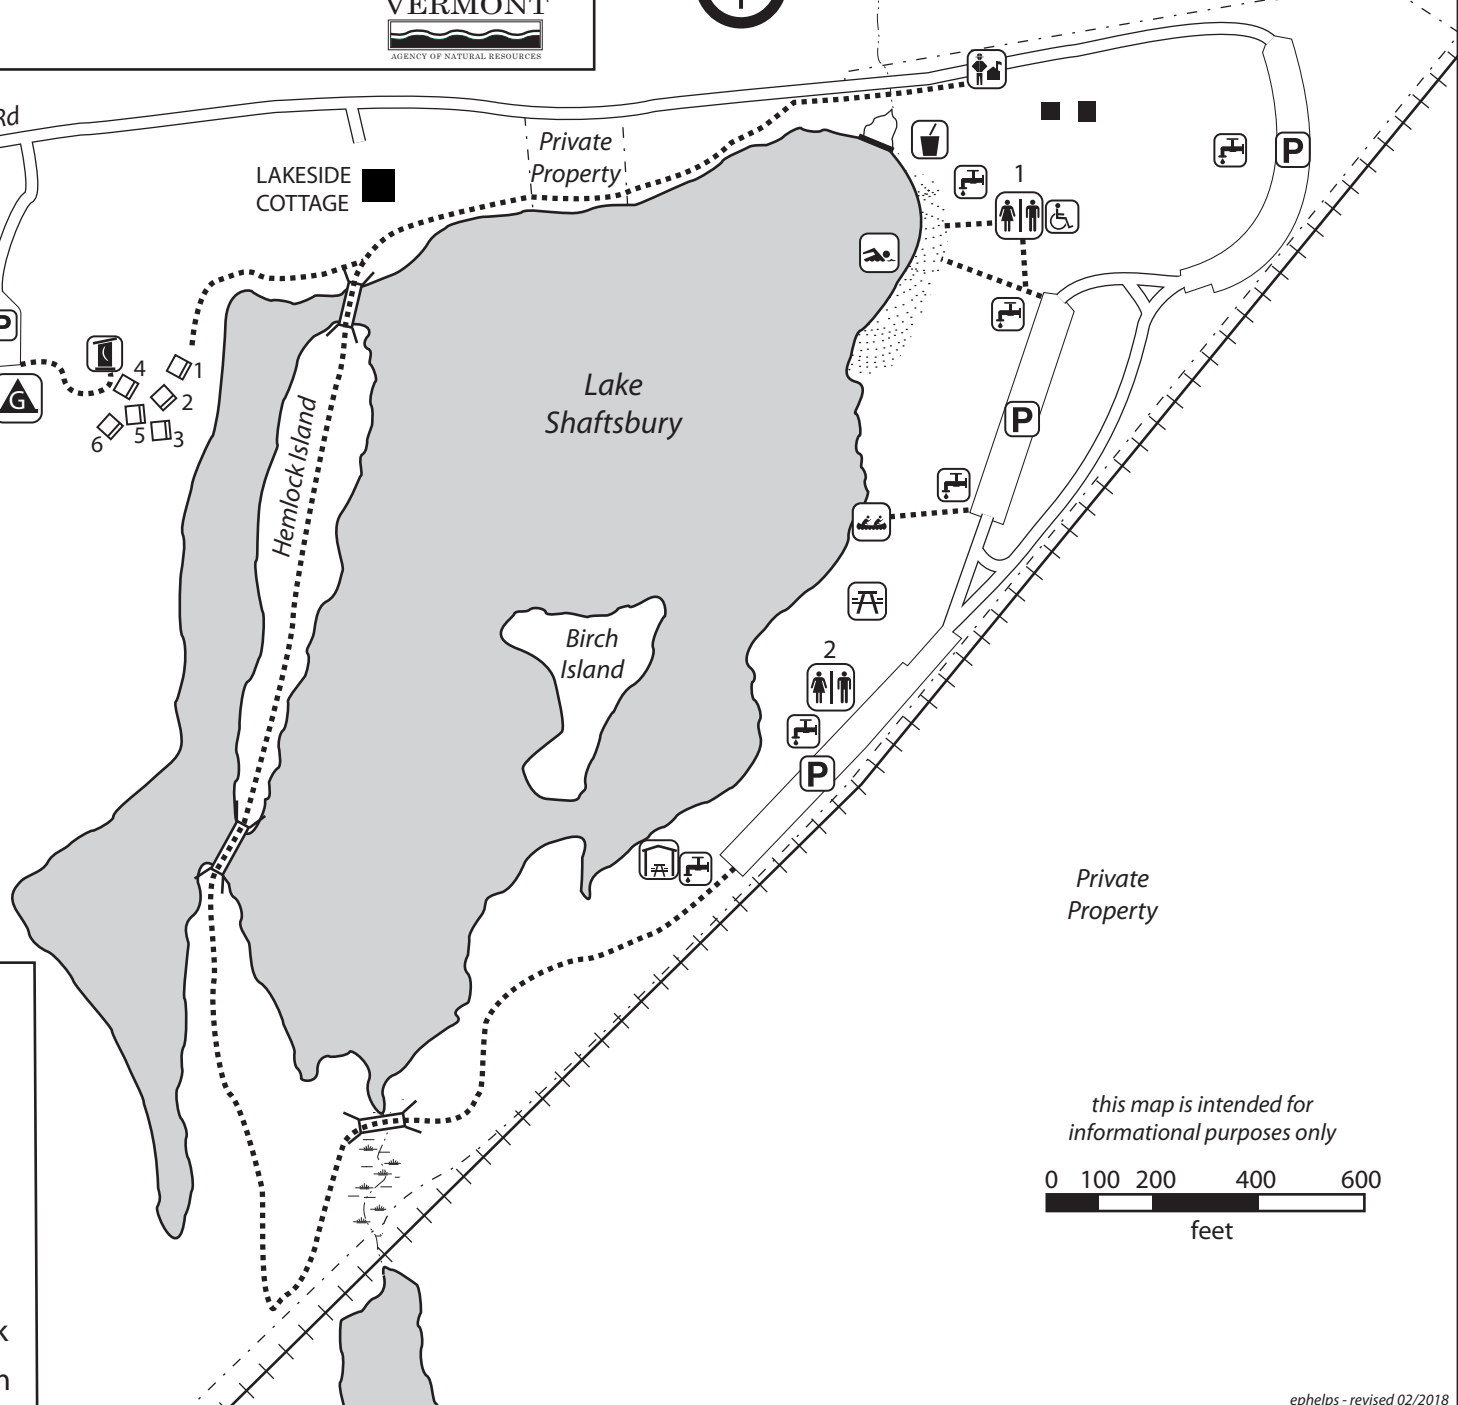 VERMONT
AGENCY OF NATURAL RESOURCES
Rd
Private
Property
LAKESIDE
COTTAGE
1
P
P
4
1
G
2
5
3
6
Hemlock Island
Lake
Shaftsbury
P
Birch
Island
2
P
Private
Property
this map is intended for
informational purposes only
0 100 200 400 600
feet
k
n
ephelps - revised 02/2018